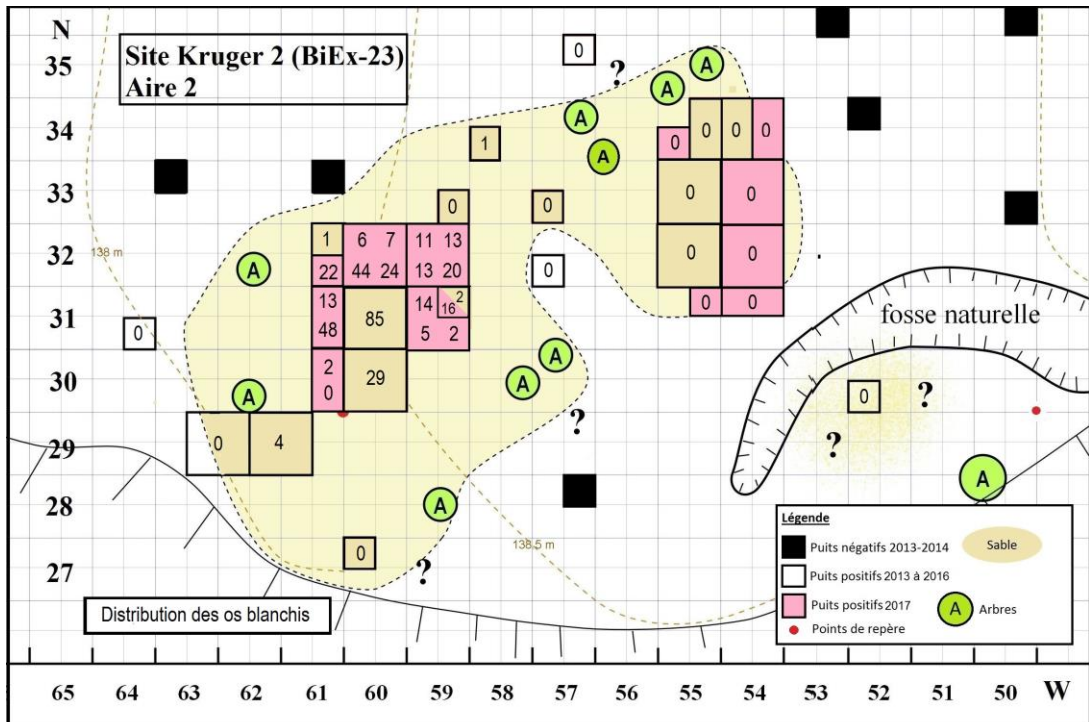 N
Site Kruger 2 (BiEx-23)
Aire 2
35
34
33
32
31
30
29
28
27
0
?
A
A
A
A
1
0 0 0
0
0 0
0 0
0 0
0
0
0
A
138 m
1 6 7 11 13
22 44 24 13 20
13 85 14 16 2
48 5 2
2 29
0
0
A
A
A
0 4
?
A
0
?
138.5 m
fosse naturelle
0
?
?
A
Distribution des os blanchis
Légende
Puits négatifs 2013-2014
Sable
Puits positifs 2013 à 2016
Puits positifs 2017
A Arbres
Points de repère
65 64 63 62 61 60 59 58 57 56 55 54 53 52 51 50 W